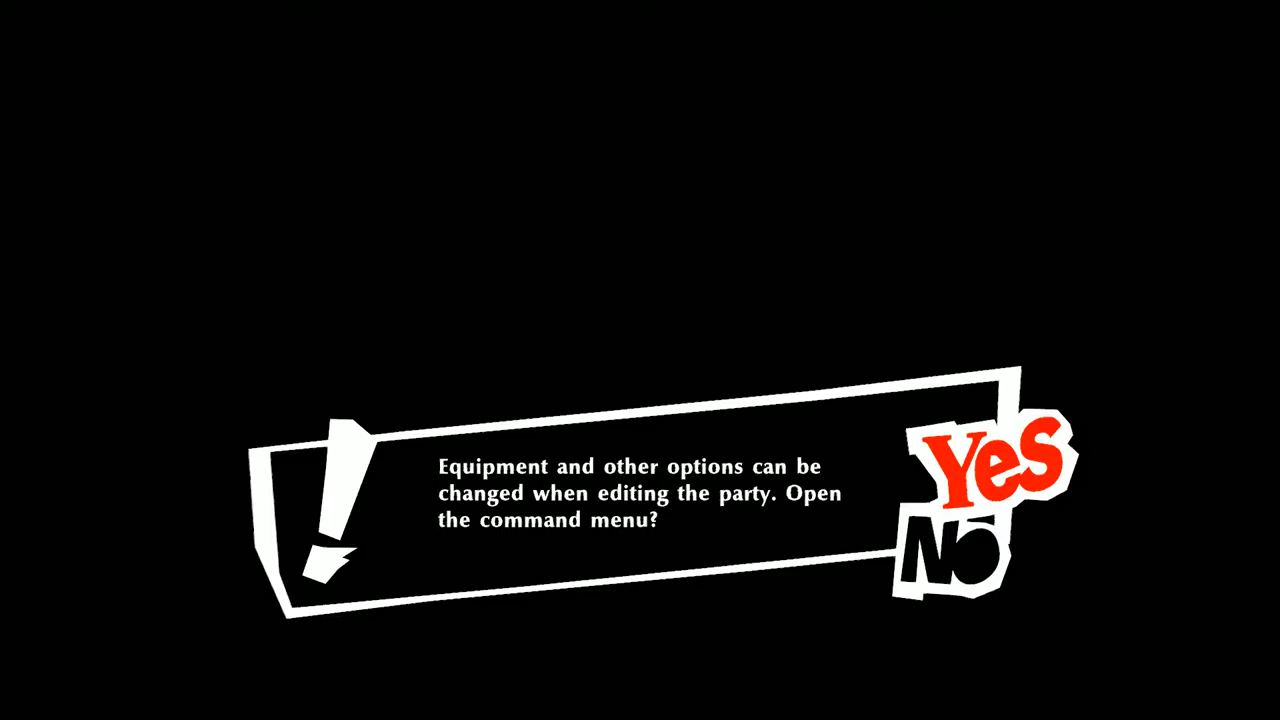 Equipment and other options can be
changed when editing the party. Open
the command menu?
Yes
No